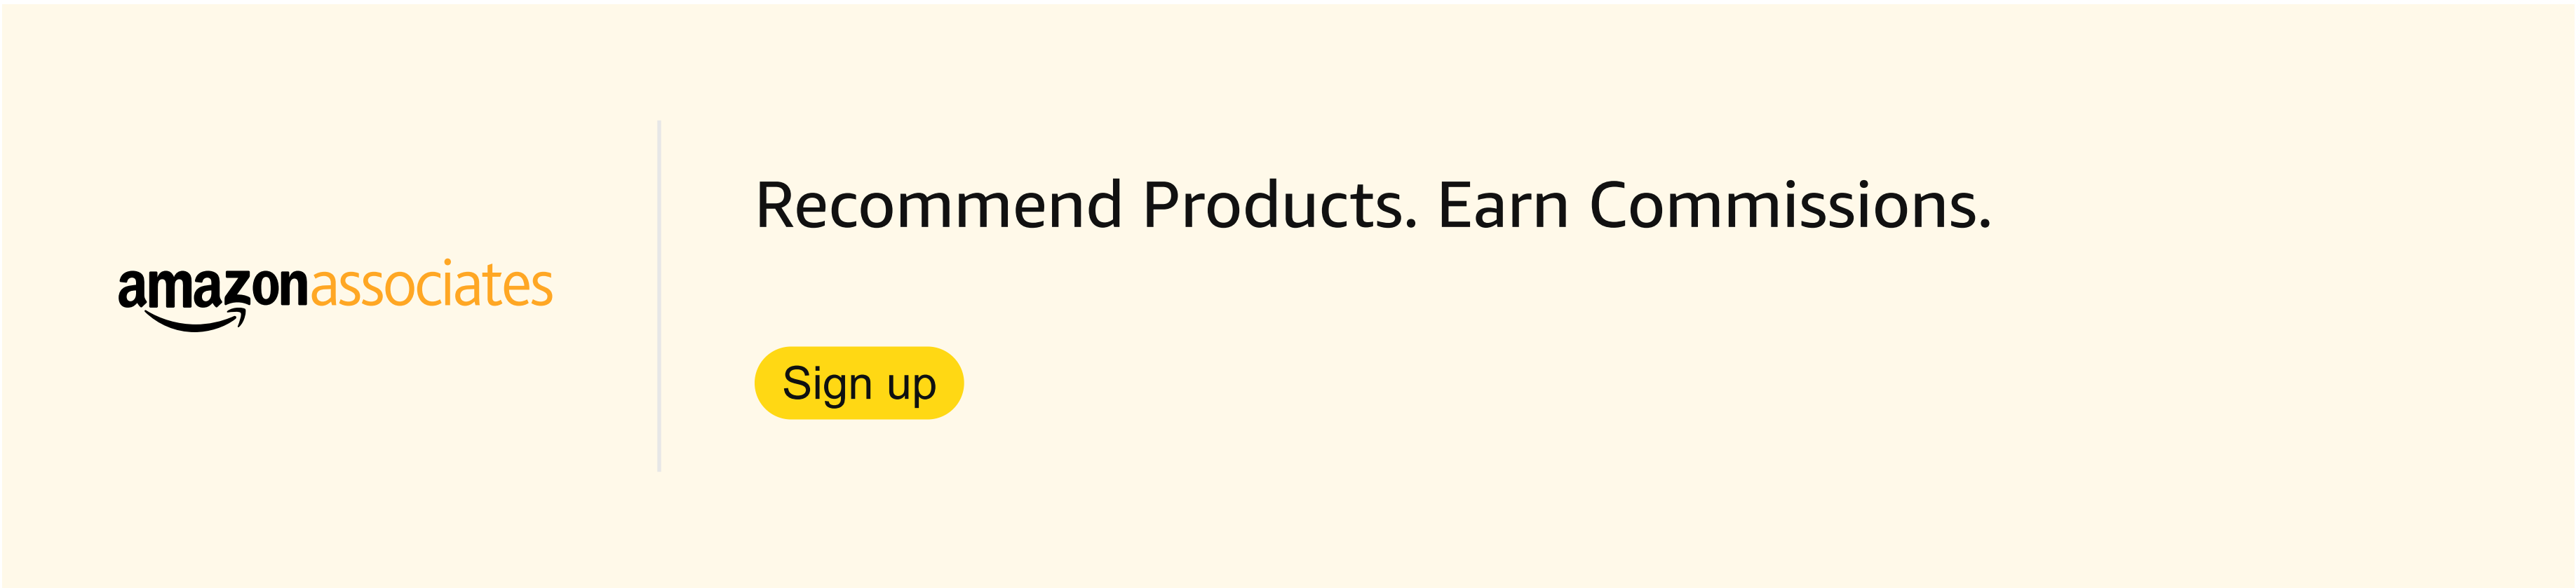 amazonassociates
Recommend Products. Earn Commissions.
Sign up